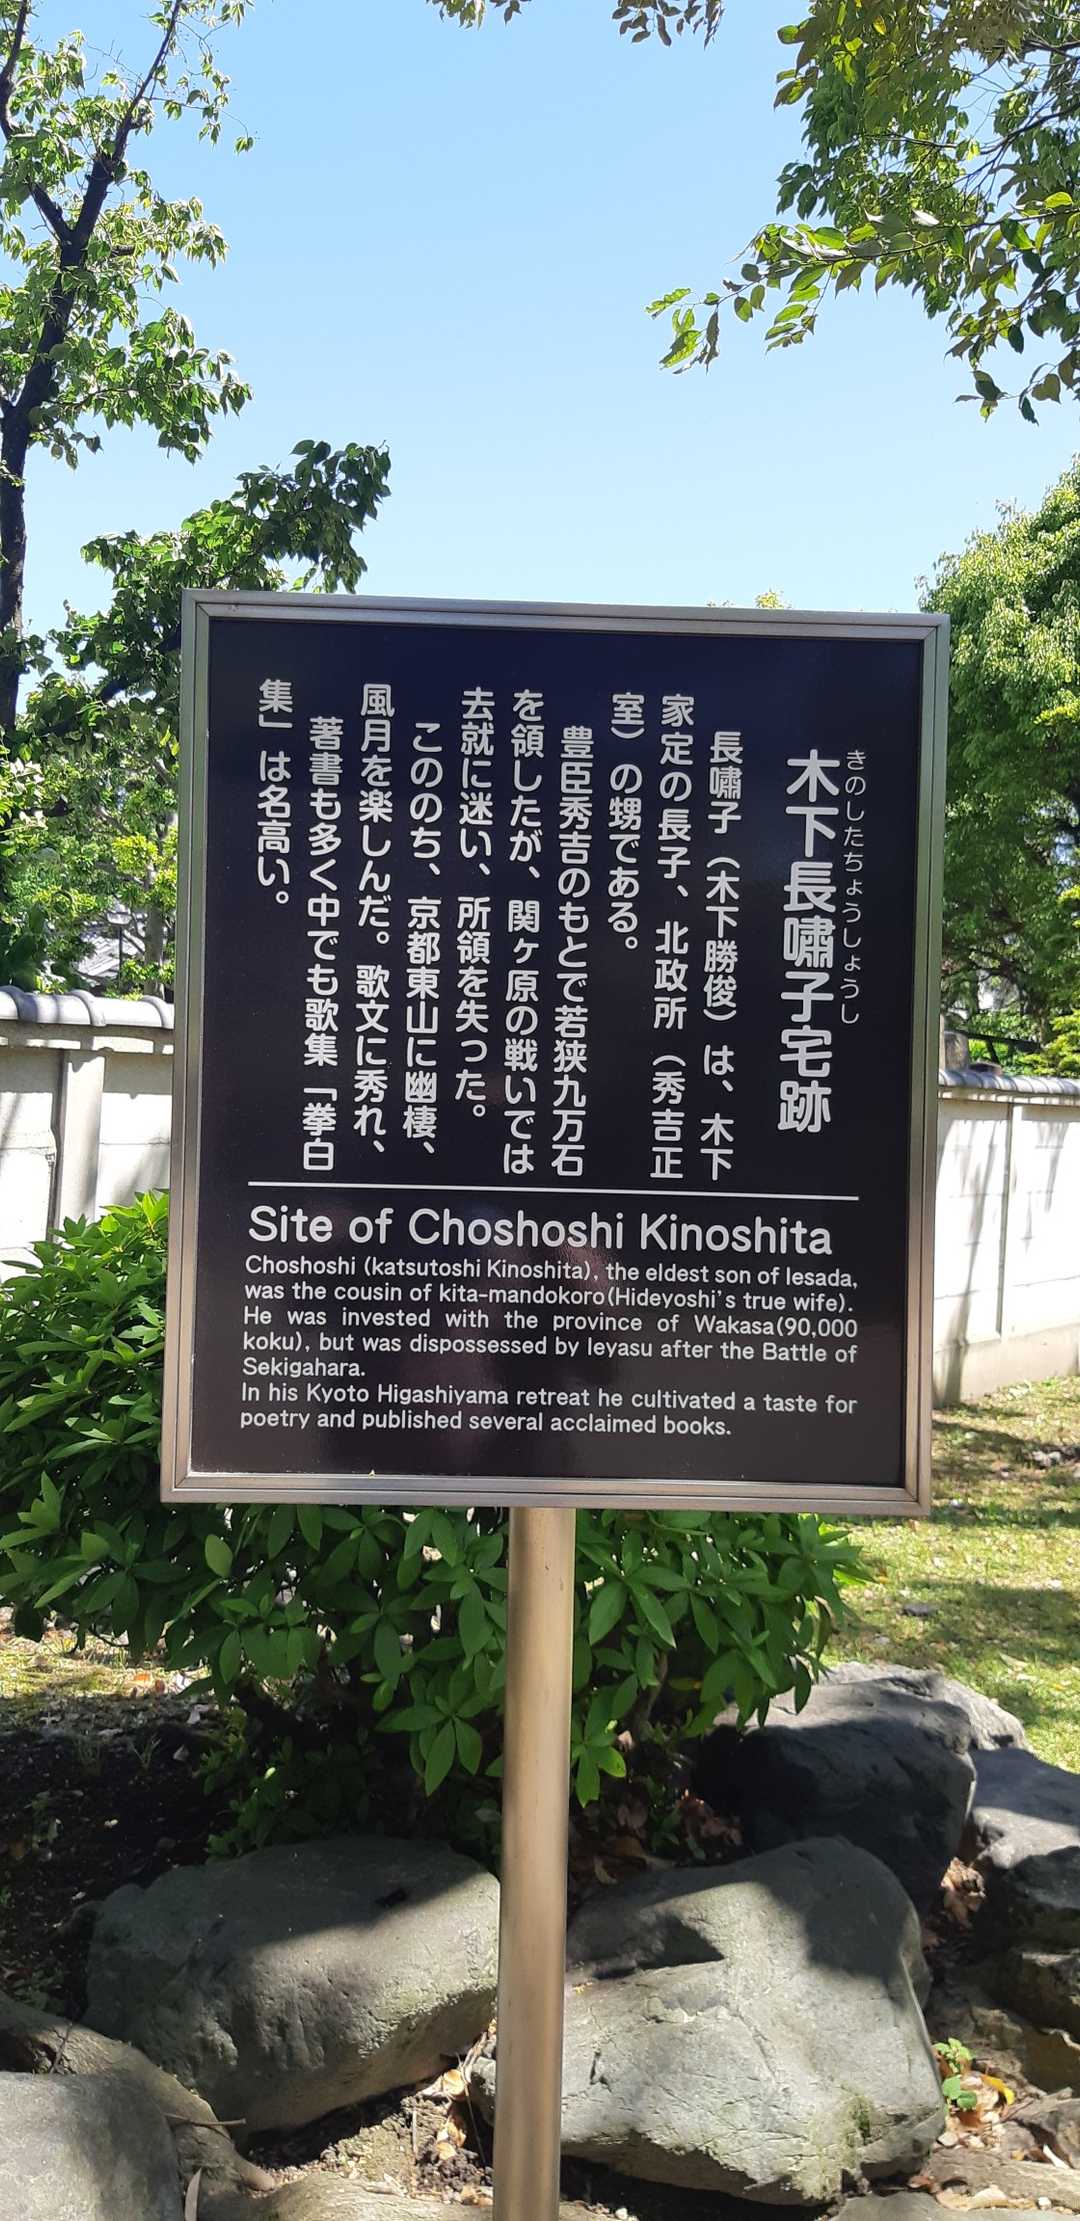 きのしたちょうしょうし
木下長嘯子宅跡
長嘯子（木下勝俊）は、木下
家定の長子、北政所（秀吉正
室）の甥である。
豊臣秀吉のもとで若狭九万石
を領したが、関ヶ原の戦いでは
去就に迷い、所領を失った。
こののち、京都東山に幽棲、
風月を楽しんだ。歌文に秀れ、
著書も多く中でも歌集「挙白
集」は名高い。
Site of Choshoshi Kinoshita
Choshoshi (katsutoshi Kinoshita), the eldest son of Iesada,
was the cousin of kita-mandokoro(Hideyoshi's true wife).
He was invested with the province of Wakasa(90,000
koku), but was dispossessed by Ieyasu after the Battle of
Sekigahara.
In his Kyoto Higashiyama retreat he cultivated a taste for
poetry and published several acclaimed books.